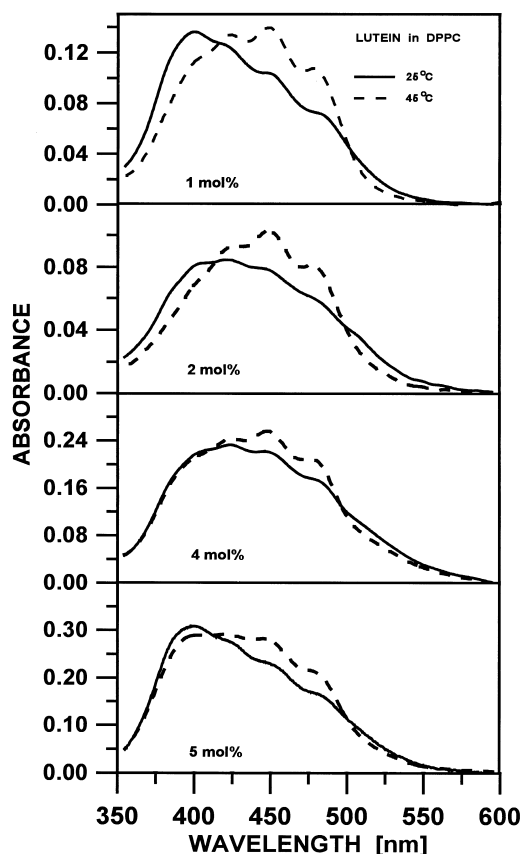 LUTEIN in DPPC
25°C
45°C
0.12
0.08
0.04
0.00
1 mol%
0.08
0.04
0.00
2 mol%
ABSORBANCE
0.24
0.16
0.08
0.00
4 mol%
0.30
0.20
0.10
0.00
5 mol%
350 400 450 500 550 600
WAVELENGTH [nm]